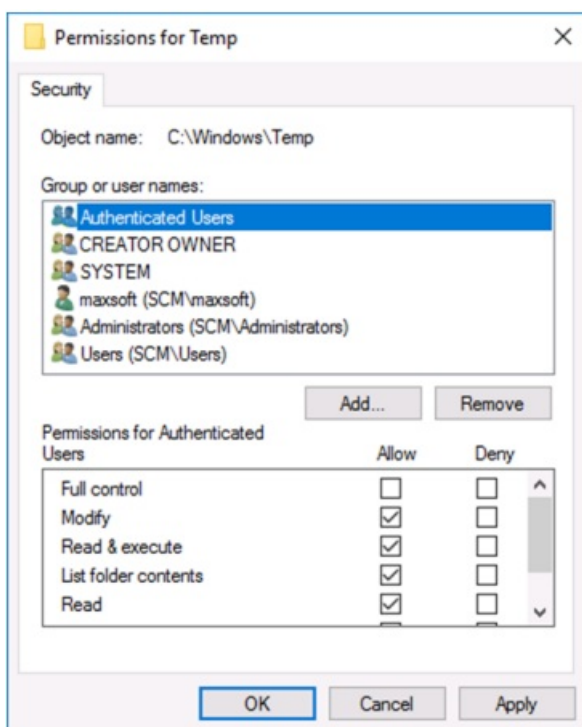 Permissions for Temp
Security
Object name: C:\Windows\Temp
Group or user names:
Authenticated Users
CREATOR OWNER
SYSTEM
maxsoft (SCM\maxsoft)
Administrators (SCM\Administrators)
Users (SCM\Users)
Add... Remove
Permissions for Authenticated
Users Allow Deny
Full control
Modify
Read & execute
List folder contents
Read
OK Cancel Apply